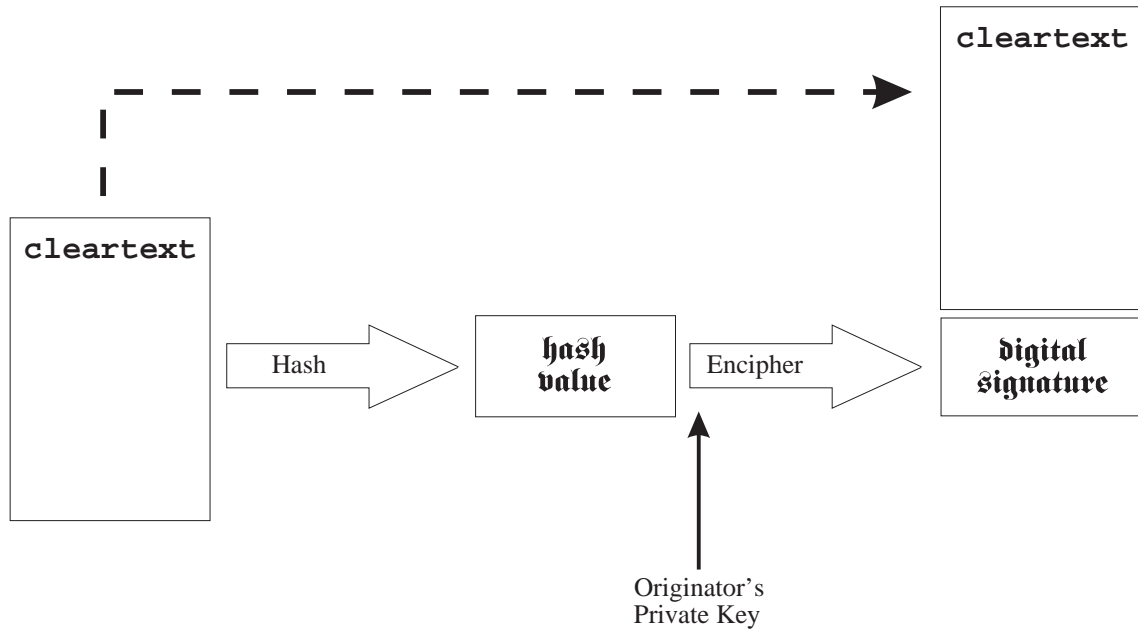 cleartext
cleartext
Hash
hash
value
Encipher
digital
signature
Originator's
Private Key